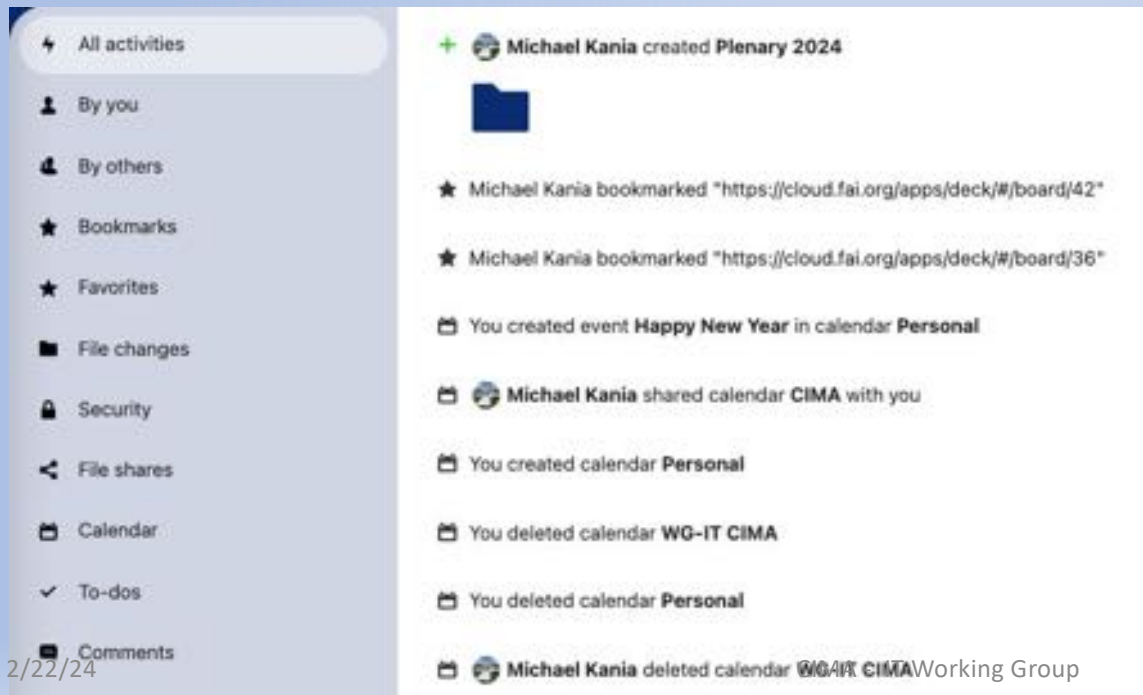 All activities
By you
By others
Bookmarks
Favorites
File changes
Security
File shares
Calendar
To-dos
Comments
Michael Kania created Plenary 2024
Michael Kania bookmarked "https://cloud.fai.org/apps/deck/#/board/42"
Michael Kania bookmarked "https://cloud.fai.org/apps/deck/#/board/36"
You created event Happy New Year in calendar Personal
Michael Kania shared calendar CIMA with you
You created calendar Personal
You deleted calendar WG-IT CIMA
You deleted calendar Personal
Michael Kania deleted calendar WG-IT CIMA
2/22/24
Working Group